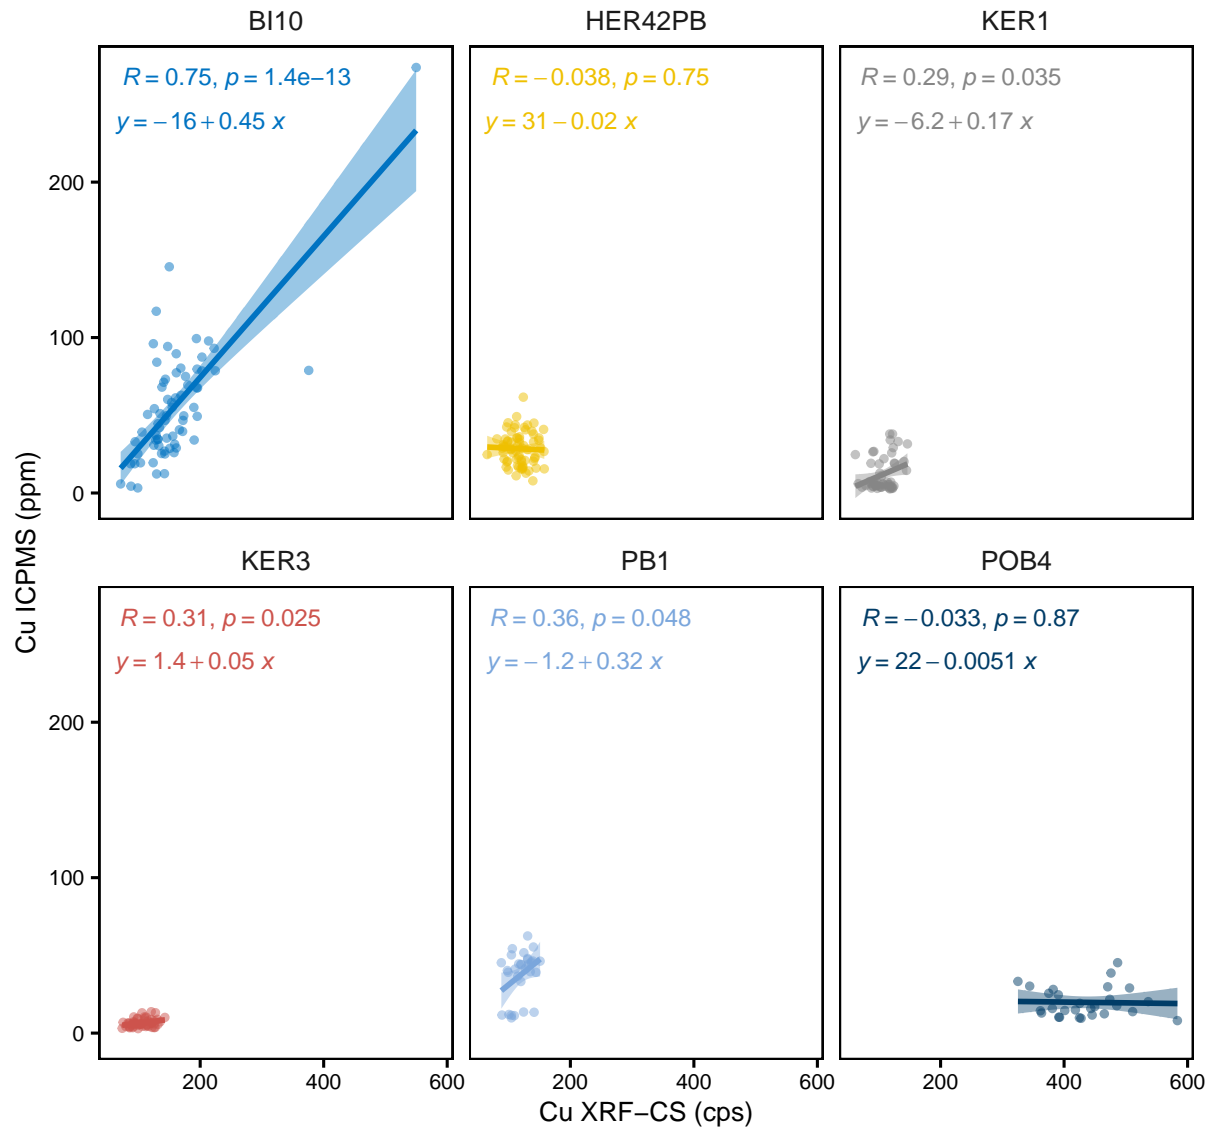 BI10 HER42PB KER1
R = 0.75, p = 1.4e−13 R = −0.038, p = 0.75 R = 0.29, p = 0.035
y = −16 + 0.45 x y = 31 − 0.02 x y = −6.2 + 0.17 x
200
100
0
KER3 PB1 POB4
R = 0.31, p = 0.025 R = 0.36, p = 0.048 R = −0.033, p = 0.87
y = 1.4 + 0.05 x y = −1.2 + 0.32 x y = 22 − 0.0051 x
200
100
0
200 400 600 200 400 600 200 400 600
Cu XRF−CS (cps)
Cu ICPMS (ppm)